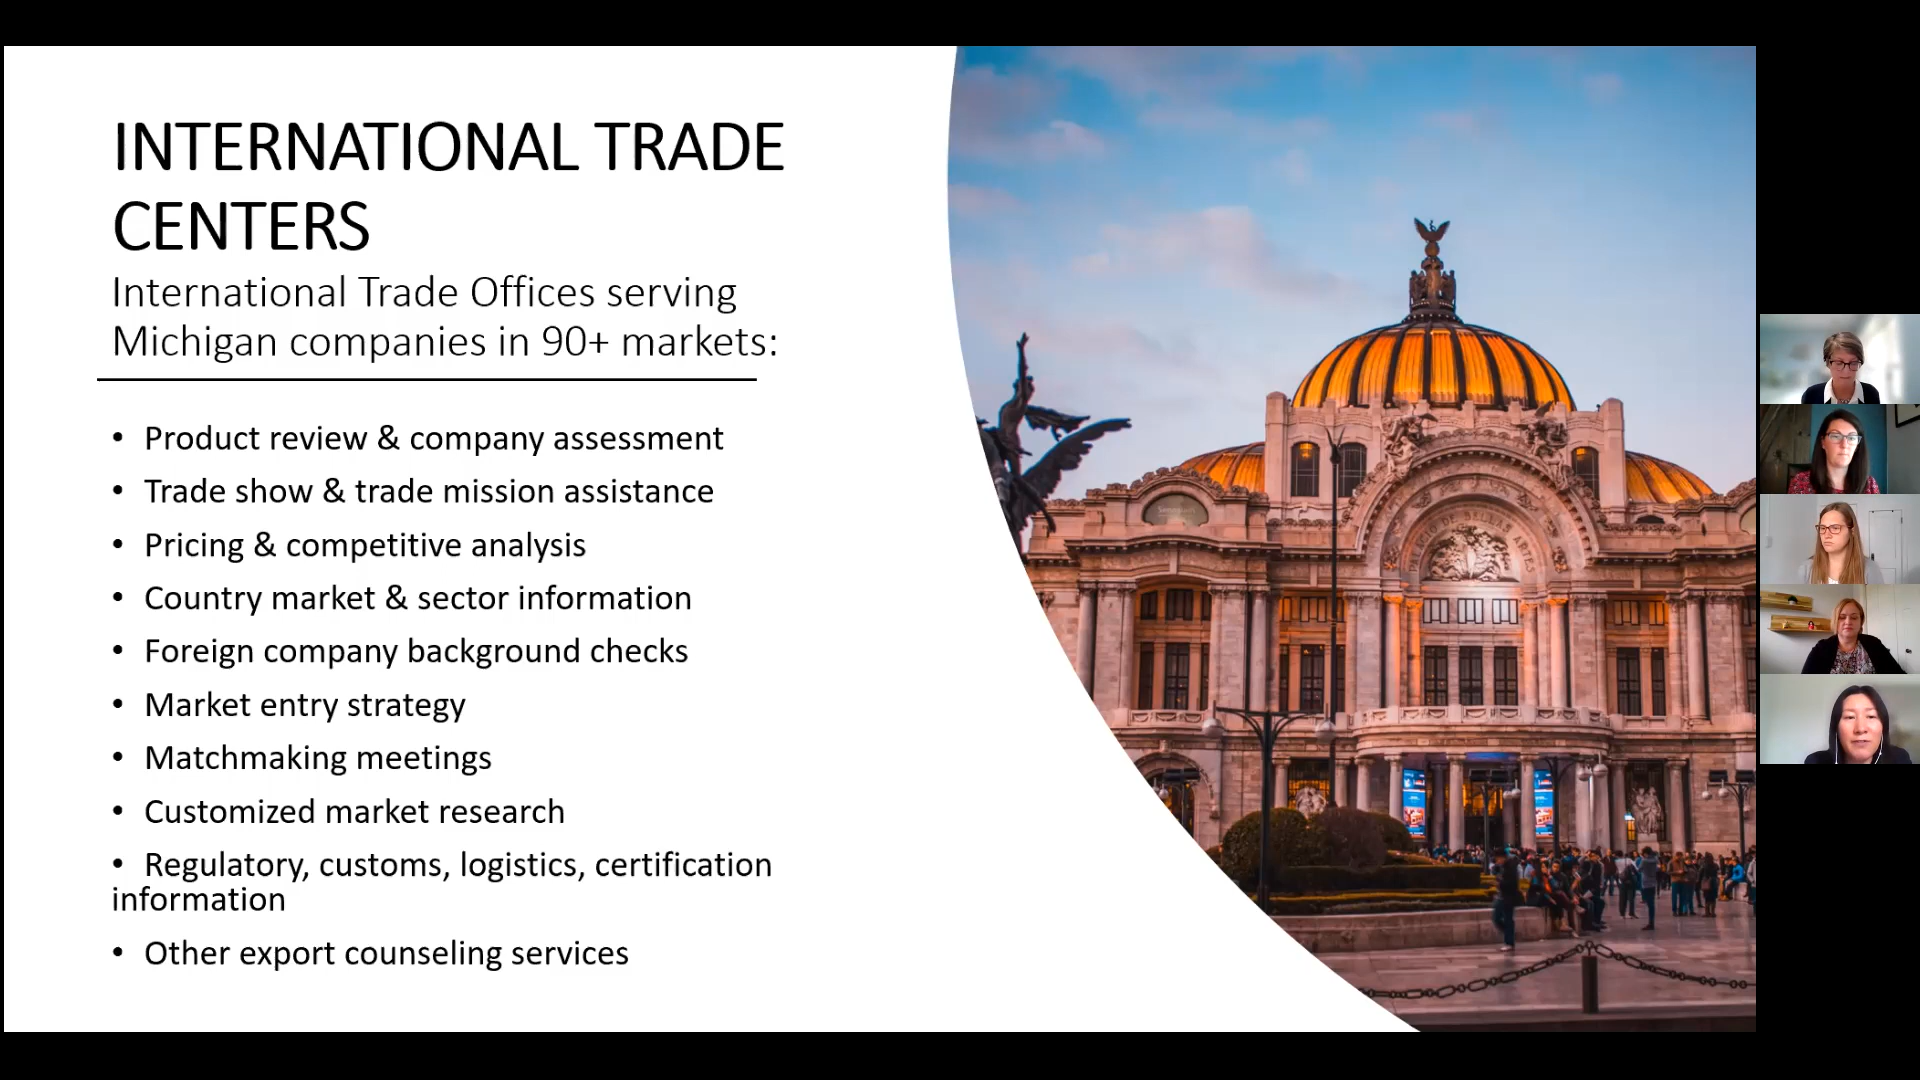 INTERNATIONAL TRADE
CENTERS
International Trade Offices serving
Michigan companies in 90+ markets:
• Product review & company assessment
• Trade show & trade mission assistance
• Pricing & competitive analysis
• Country market & sector information
• Foreign company background checks
• Market entry strategy
• Matchmaking meetings
• Customized market research
• Regulatory, customs, logistics, certification
information
• Other export counseling services